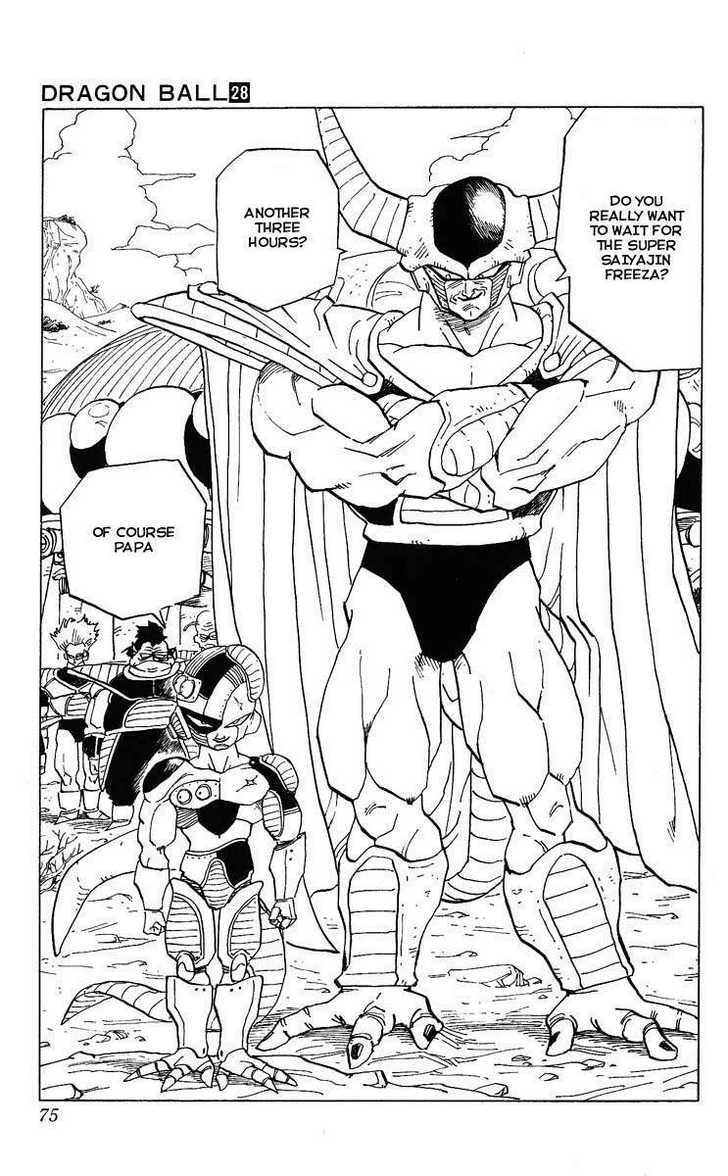 DRAGON BALL 28
DO YOU
REALLY WANT
TO WAIT FOR
THE SUPER
SAIYAJIN
FREEZA?
ANOTHER
THREE
HOURS?
OF COURSE
PAPA
75